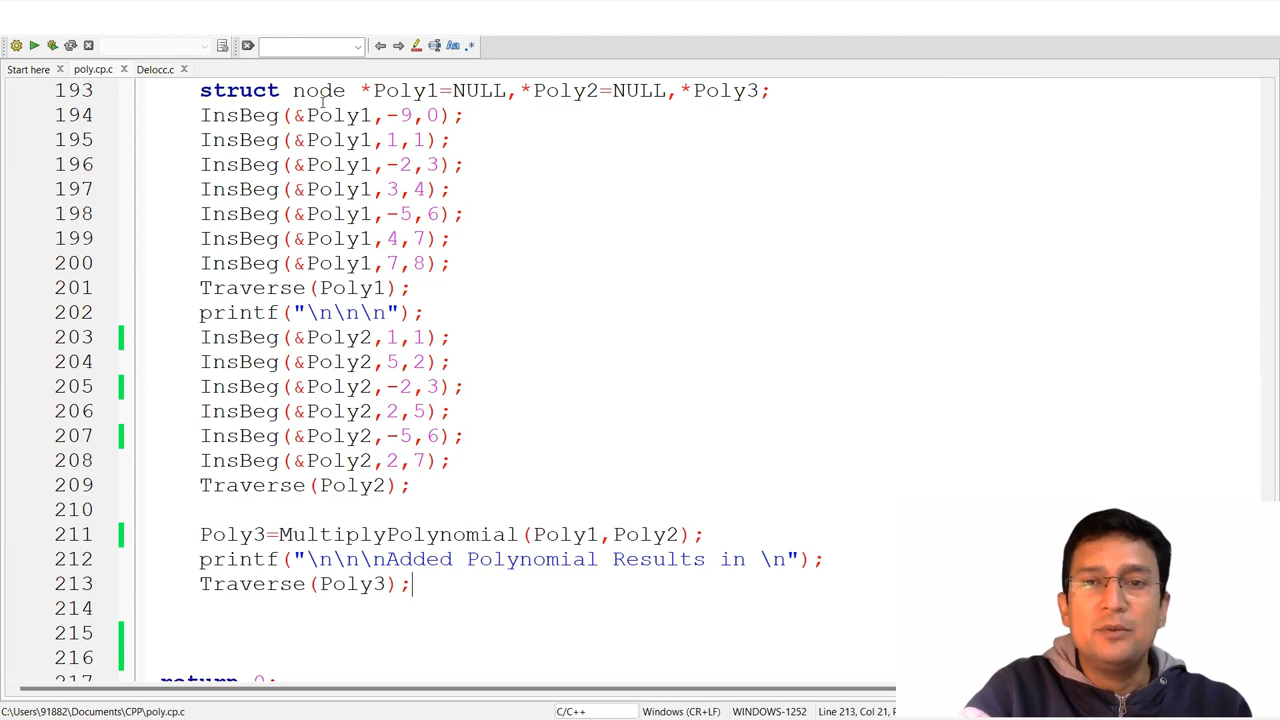 Start here
poly.cp.c
Delocc.c
193 struct node *Poly1=NULL,*Poly2=NULL,*Poly3;
194 InsBeg(&Poly1,-9,0);
195 InsBeg(&Poly1,1,1);
196 InsBeg(&Poly1,-2,3);
197 InsBeg(&Poly1,3,4);
198 InsBeg(&Poly1,-5,6);
199 InsBeg(&Poly1,4,7);
200 InsBeg(&Poly1,7,8);
201 Traverse(Poly1);
202 printf("\n\n\n");
203 InsBeg(&Poly2,1,1);
204 InsBeg(&Poly2,5,2);
205 InsBeg(&Poly2,-2,3);
206 InsBeg(&Poly2,2,5);
207 InsBeg(&Poly2,-5,6);
208 InsBeg(&Poly2,2,7);
209 Traverse(Poly2);
210
211 Poly3=MultiplyPolynomial(Poly1,Poly2);
212 printf("\n\n\nAdded Polynomial Results in \n");
213 Traverse(Poly3);
214
215
216
217 return 0;
C:\Users\91882\Documents\CPP\poly.cp.c
C/C++
Windows (CR+LF)
WINDOWS-1252
Line 213, Col 21, P